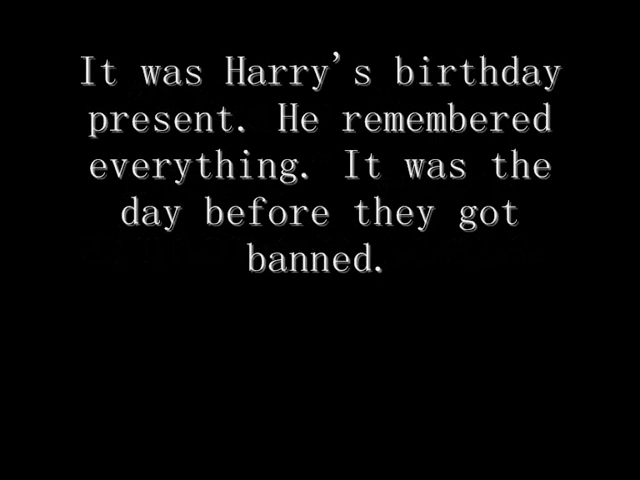 It was Harry's birthday
present. He remembered
everything. It was the
day before they got
banned.